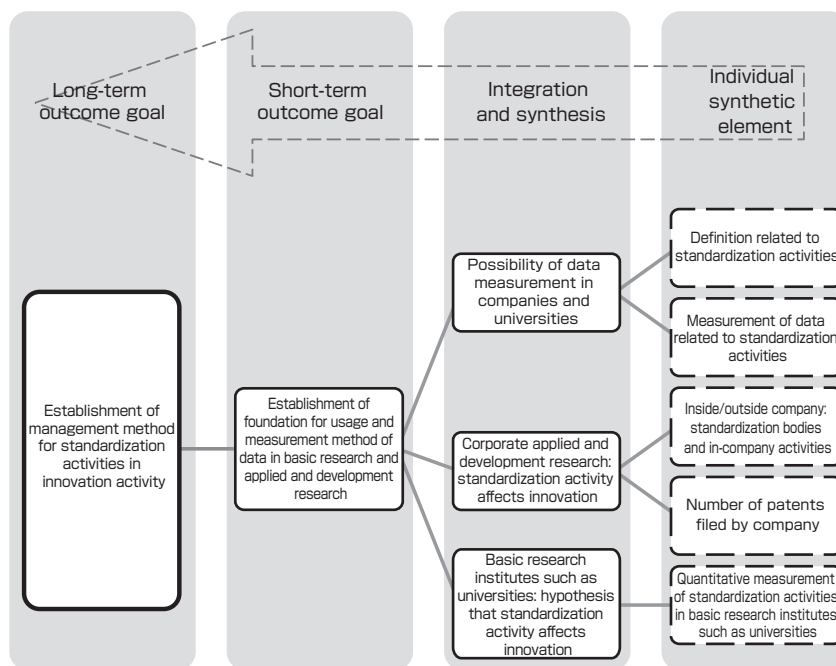 Long-term
outcome goal
Short-term
outcome goal
Integration
and synthesis
Individual
synthetic
element
Establishment of
management method
for standardization
activities in
innovation activity
Establishment of
foundation for usage and
measurement method of
data in basic research and
applied and development
research
Possibility of data
measurement in
companies and
universities
Corporate applied and
development research:
standardization activity
affects innovation
Basic research
institutes such as
universities: hypothesis
that standardization
activity affects
innovation
Definition related to
standardization activities
Measurement of data
related to standardization
activities
Inside/outside company:
standardization bodies
and in-company activities
Number of patents
filed by company
Quantitative measurement
of standardization activities
in basic research institutes
such as universities